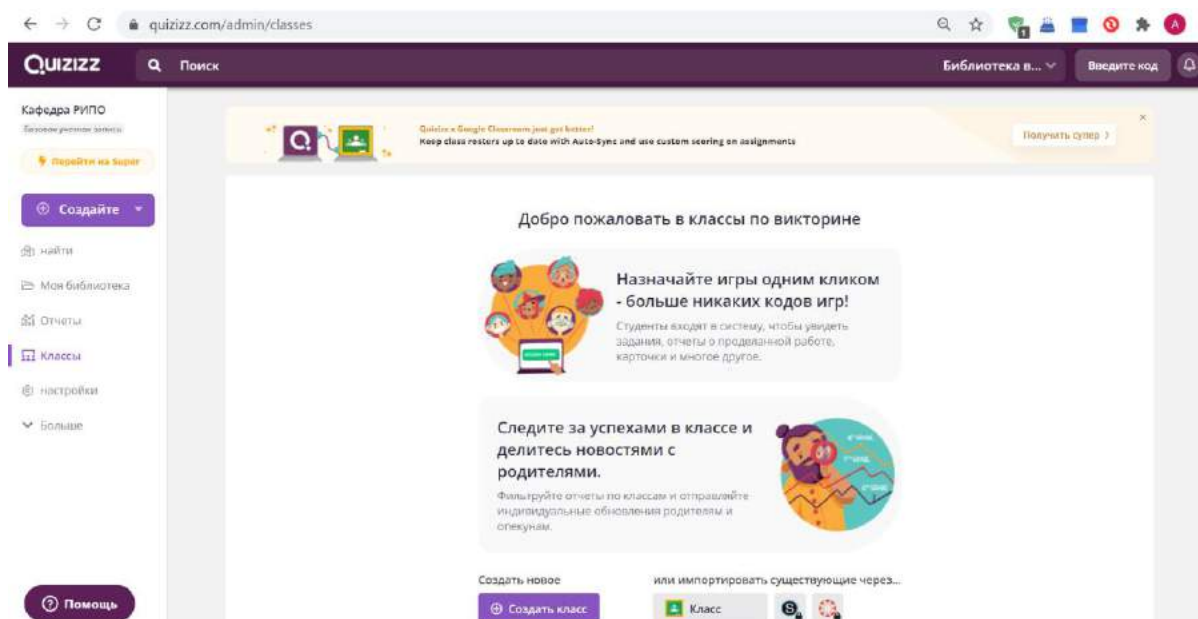 quizizz.com/admin/classes
QUIZIZZ
Поиск
Библиотека в...
Введите код
Кафедра РИПО
Базовая учетная запись
Перейти на Super
Создайте
найти
Моя библиотека
Отчеты
Классы
настройки
Больше
Помощь
Quizizz x Google Classroom just got better!
Keep class rosters up to date with Auto-Sync and use custom scoring on assignments
Получить супер
Добро пожаловать в классы по викторине
Назначайте игры одним кликом
- больше никаких кодов игр!
Студенты входят в систему, чтобы увидеть
задания, отчеты о проделанной работе,
карточки и многое другое.
Следите за успехами в классе и
делитесь новостями с
родителями.
Фильтруйте отчеты по классам и отправляйте
индивидуальные обновления родителям и
опекунам.
Создать новое
или импортировать существующие через...
Создать класс
Класс